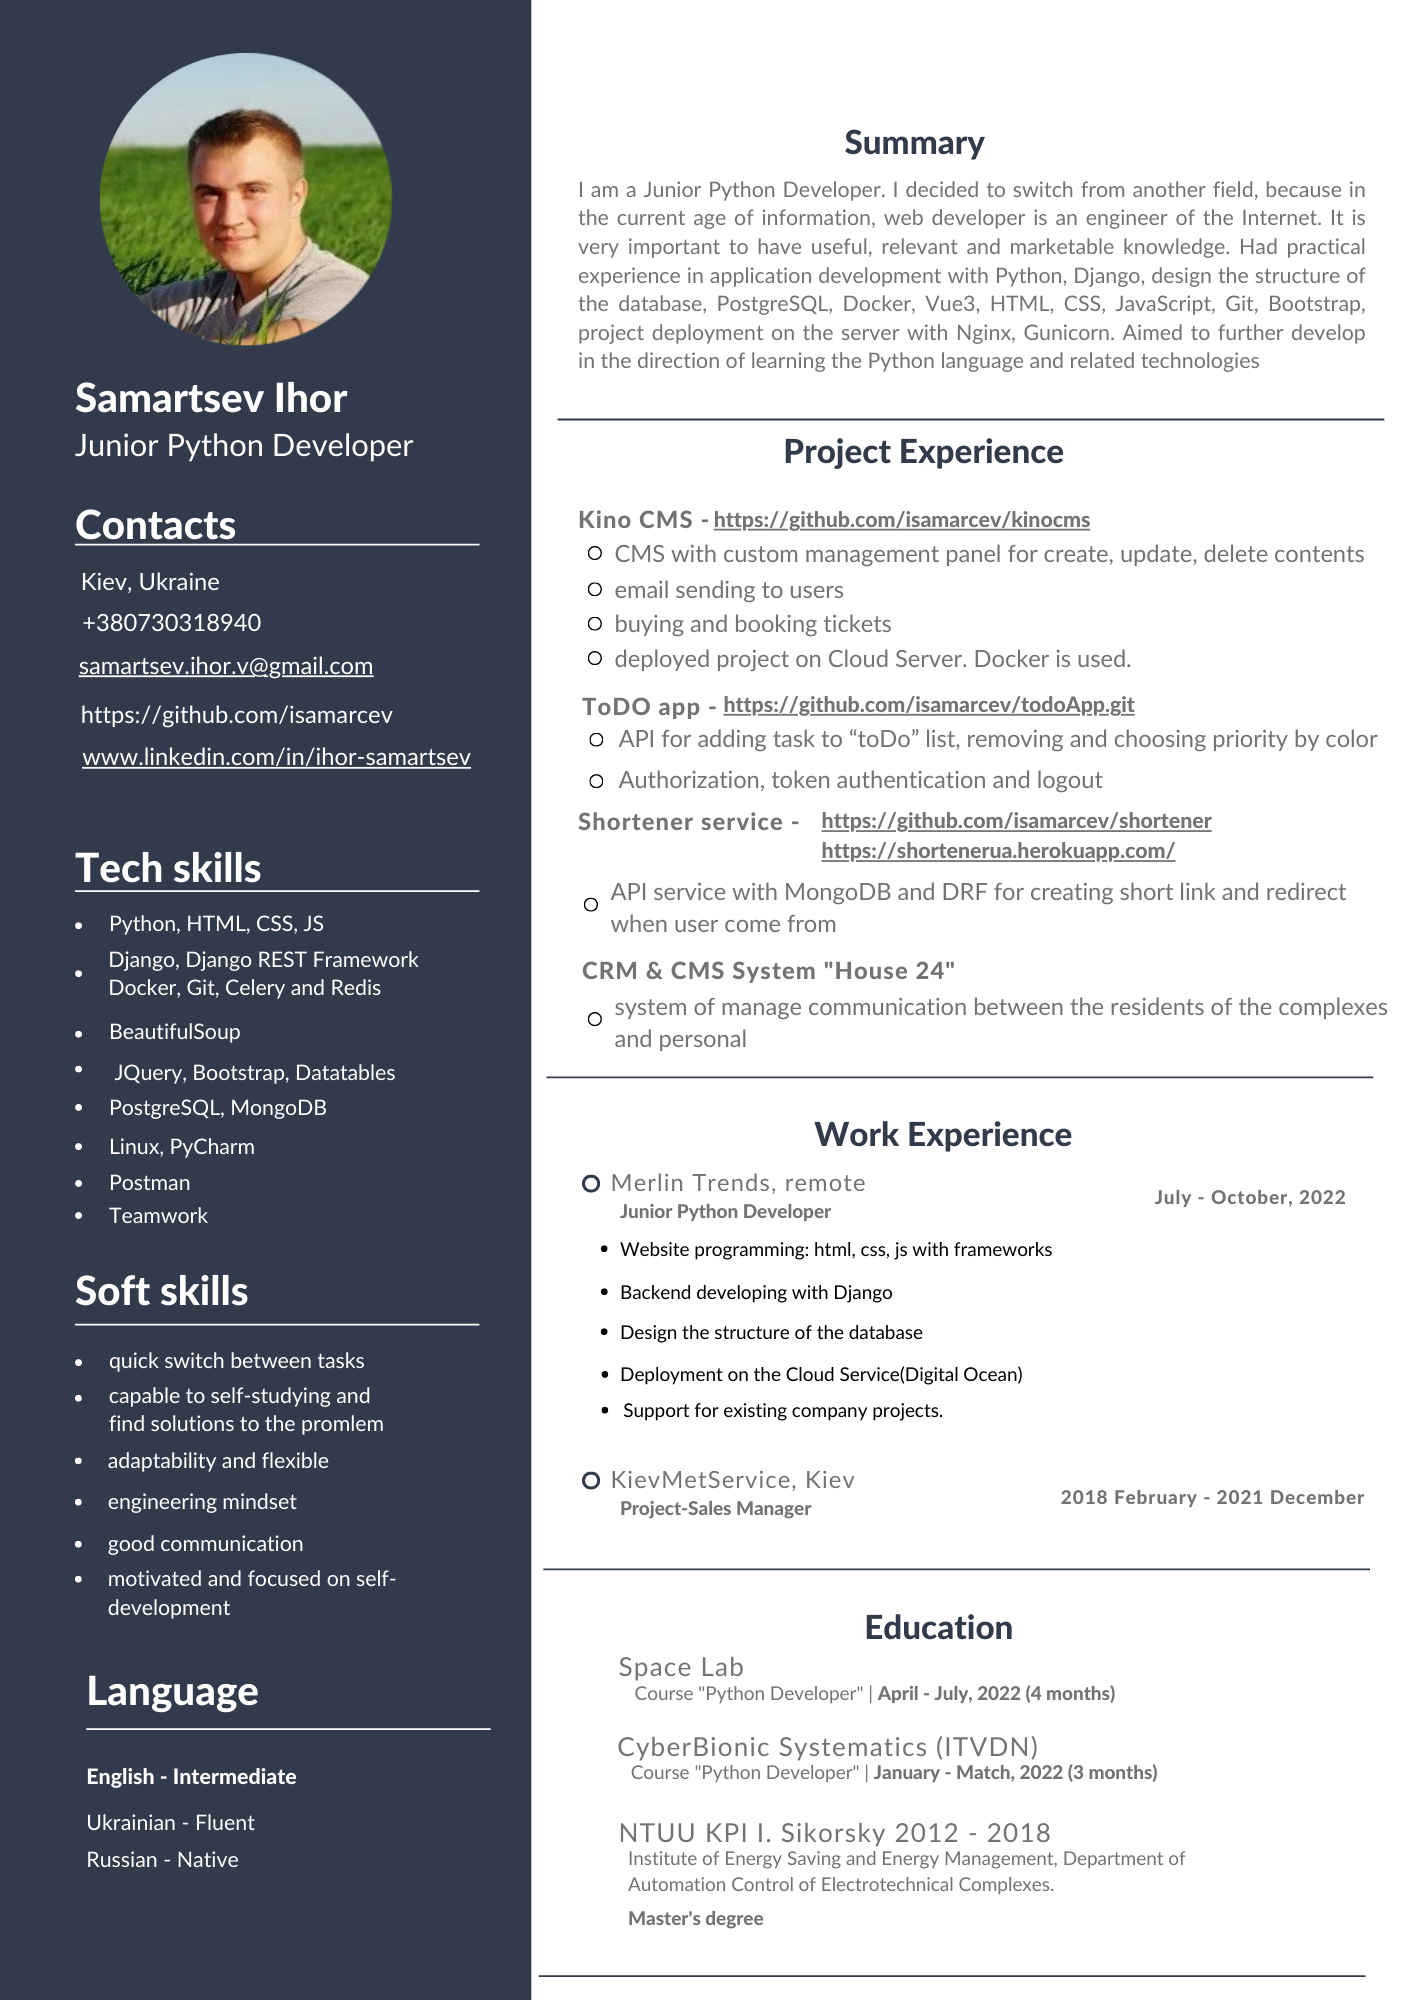 Samartsev Ihor
Junior Python Developer
Contacts
Kiev, Ukraine
+380730318940
samartsev.ihor.v@gmail.com
https://github.com/isamarcev
www.linkedin.com/in/ihor-samartsev
Tech skills
Python, HTML, CSS, JS
Django, Django REST Framework
Docker, Git, Celery and Redis
BeautifulSoup
JQuery, Bootstrap, Datatables
PostgreSQL, MongoDB
Linux, PyCharm
Postman
Teamwork
Soft skills
quick switch between tasks
capable to self-studying and
find solutions to the promlem
adaptability and flexible
engineering mindset
good communication
motivated and focused on self-
development
Language
English - Intermediate
Ukrainian - Fluent
Russian - Native
Summary
I am a Junior Python Developer. I decided to switch from another field, because in
the current age of information, web developer is an engineer of the Internet. It is
very important to have useful, relevant and marketable knowledge. Had practical
experience in application development with Python, Django, design the structure of
the database, PostgreSQL, Docker, Vue3, HTML, CSS, JavaScript, Git, Bootstrap,
project deployment on the server with Nginx, Gunicorn. Aimed to further develop
in the direction of learning the Python language and related technologies
Project Experience
Kino CMS - https://github.com/isamarcev/kinocms
CMS with custom management panel for create, update, delete contents
email sending to users
buying and booking tickets
deployed project on Cloud Server. Docker is used.
ToDO app - https://github.com/isamarcev/todoApp.git
API for adding task to “toDo” list, removing and choosing priority by color
Authorization, token authentication and logout
Shortener service - https://github.com/isamarcev/shortener
https://shortenerua.herokuapp.com/
API service with MongoDB and DRF for creating short link and redirect
when user come from
CRM & CMS System "House 24"
system of manage communication between the residents of the complexes
and personal
Work Experience
Merlin Trends, remote
July - October, 2022
Junior Python Developer
Website programming: html, css, js with frameworks
Backend developing with Django
Design the structure of the database
Deployment on the Cloud Service(Digital Ocean)
Support for existing company projects.
KievMetService, Kiev
2018 February - 2021 December
Project-Sales Manager
Education
Space Lab
Course "Python Developer" | April - July, 2022 (4 months)
CyberBionic Systematics (ITVDN)
Course "Python Developer" | January - Match, 2022 (3 months)
NTUU KPI I. Sikorsky 2012 - 2018
Institute of Energy Saving and Energy Management, Department of
Automation Control of Electrotechnical Complexes.
Master's degree